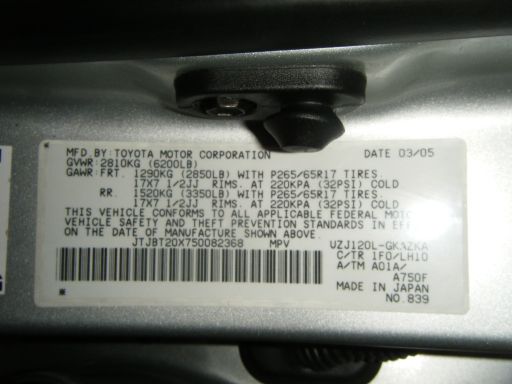 MFD BY: TOYOTA MOTOR CORPORATION DATE 03/05
GVWR: 2810KG (6200LB)
GAWR: FRT. 1290KG (2850LB) WITH P265/65R17 TIRES.
17X7 1/2JJ RIMS. AT 220KPA (32PSI) COLD
RR. 1520KG (3350LB) WITH P265/65R17 TIRES.
17X7 1/2JJ RIMS. AT 220KPA (32PSI) COLD.
THIS VEHICLE CONFORMS TO ALL APPLICABLE FEDERAL
VEHICLE SAFETY AND THEFT PREVENTION STANDARDS IN
ON THE DATE OF MANUFACTURE SHOWN ABOVE.
JTJBT20X750082368 MPV VZJ120L-GKAZKA
C/TR 1F0/LH10
A/TM A01A/
A750F
MADE IN JAPAN
NO.839